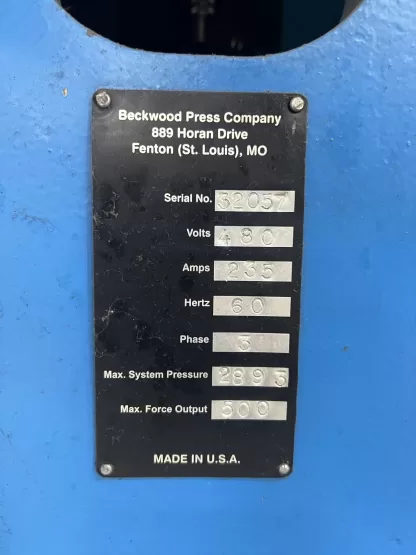 Beckwood Press Company
889 Horan Drive
Fenton (St. Louis), MO
Serial No. 32057
Volts 480
Amps 235
Hertz 60
Phase 3
Max. System Pressure 2895
Max. Force Output 500
MADE IN U.S.A.